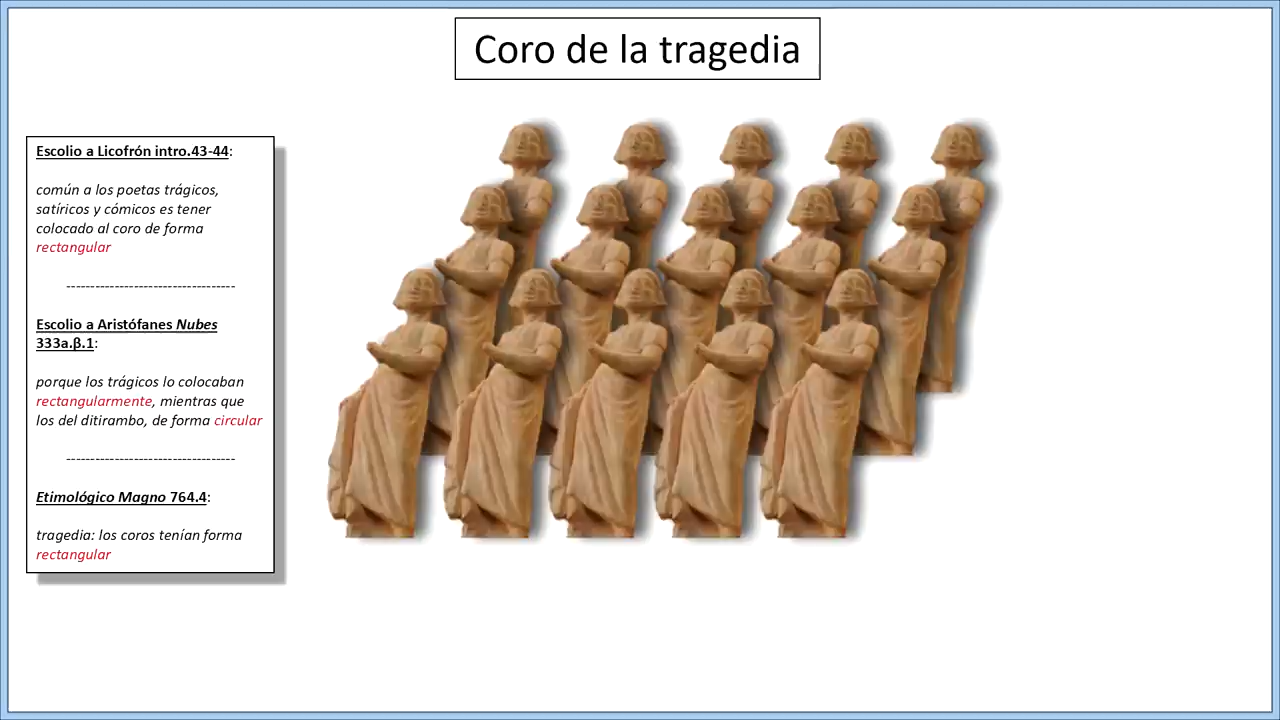 Coro de la tragedia
Escolio a Licofrón intro.43-44:
común a los poetas trágicos,
satíricos y cómicos es tener
colocado al coro de forma
rectangular
-----------------------------------
Escolio a Aristófanes Nubes
333a.β.1:
porque los trágicos lo colocaban
rectangularmente, mientras que
los del ditirambo, de forma circular
-----------------------------------
Etimológico Magno 764.4:
tragedia: los coros tenían forma
rectangular